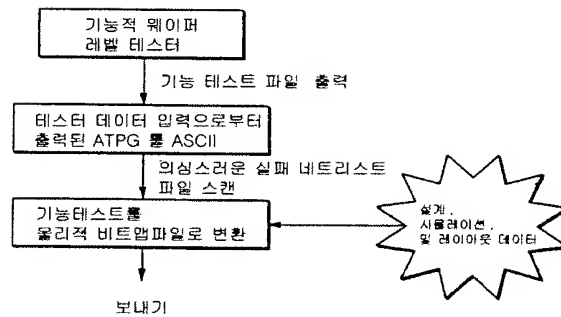 기능적 웨이퍼
레벨 테스터
기능 테스트 파일 출력
테스터 데이터 입력으로부터
출력된 ATPG 툴 ASCII
의심스러운 실패 네트리스트
파일 스캔
기능테스트를
물리적 비트맵파일로 변환
설계,
시뮬레이션,
및 레이아웃 데이터
보내기